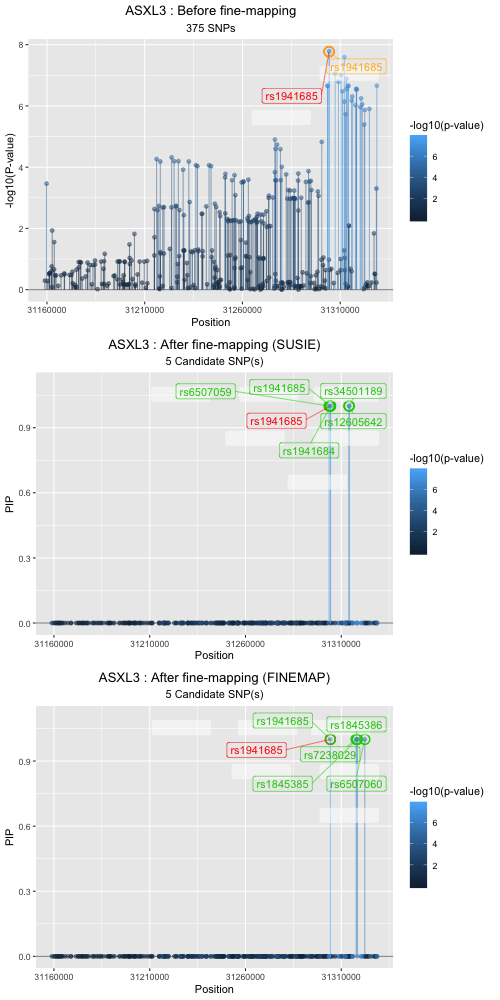 ASXL3 : Before fine-mapping
375 SNPs
8
6
4
2
0
-log10(P-value)
rs1941685
rs1941685
31160000
31210000
31260000
31310000
Position
-log10(p-value)
6
4
2
ASXL3 : After fine-mapping (SUSIE)
5 Candidate SNP(s)
0.9
0.6
0.3
0.0
PIP
rs6507059
rs1941685
rs34501189
rs1941685
rs12605642
rs1941684
31160000
31210000
31260000
31310000
Position
-log10(p-value)
6
4
2
ASXL3 : After fine-mapping (FINEMAP)
5 Candidate SNP(s)
0.9
0.6
0.3
0.0
PIP
rs1941685
rs1845386
rs1941685
rs7238029
rs1845385
rs6507060
31160000
31210000
31260000
31310000
Position
-log10(p-value)
6
4
2